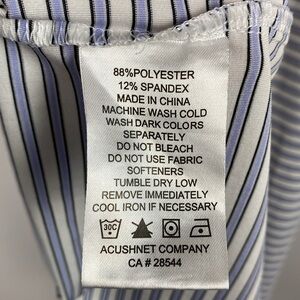 88%POLYESTER
12% SPANDEX
MADE IN CHINA
MACHINE WASH COLD
WASH DARK COLORS
SEPARATELY
DO NOT BLEACH
DO NOT USE FABRIC
SOFTENERS
TUMBLE DRY LOW
REMOVE IMMEDIATELY
COOL IRON IF NECESSARY
30C
ACUSHNET COMPANY
CA # 28544